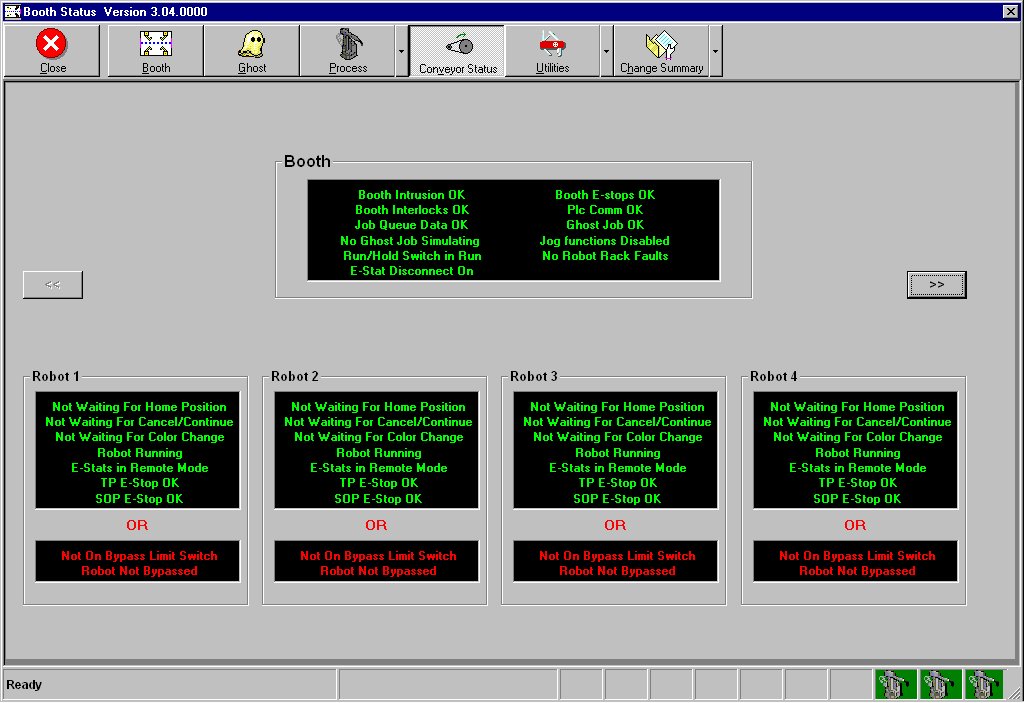 Booth Status  Version 3.04.0000
Close
Booth
Ghost
Process
Conveyor Status
Utilities
Change Summary
Booth
Booth Intrusion OK
Booth Interlocks OK
Job Queue Data OK
No Ghost Job Simulating
Run/Hold Switch in Run
E-Stat Disconnect On
Booth E-stops OK
Plc Comm OK
Ghost Job OK
Jog functions Disabled
No Robot Rack Faults
<<
>>
Robot 1
Not Waiting For Home Position
Not Waiting For Cancel/Continue
Not Waiting For Color Change
Robot Running
E-Stats in Remote Mode
TP E-Stop OK
SOP E-Stop OK
OR
Not On Bypass Limit Switch
Robot Not Bypassed
Robot 2
Not Waiting For Home Position
Not Waiting For Cancel/Continue
Not Waiting For Color Change
Robot Running
E-Stats in Remote Mode
TP E-Stop OK
SOP E-Stop OK
OR
Not On Bypass Limit Switch
Robot Not Bypassed
Robot 3
Not Waiting For Home Position
Not Waiting For Cancel/Continue
Not Waiting For Color Change
Robot Running
E-Stats in Remote Mode
TP E-Stop OK
SOP E-Stop OK
OR
Not On Bypass Limit Switch
Robot Not Bypassed
Robot 4
Not Waiting For Home Position
Not Waiting For Cancel/Continue
Not Waiting For Color Change
Robot Running
E-Stats in Remote Mode
TP E-Stop OK
SOP E-Stop OK
OR
Not On Bypass Limit Switch
Robot Not Bypassed
Ready